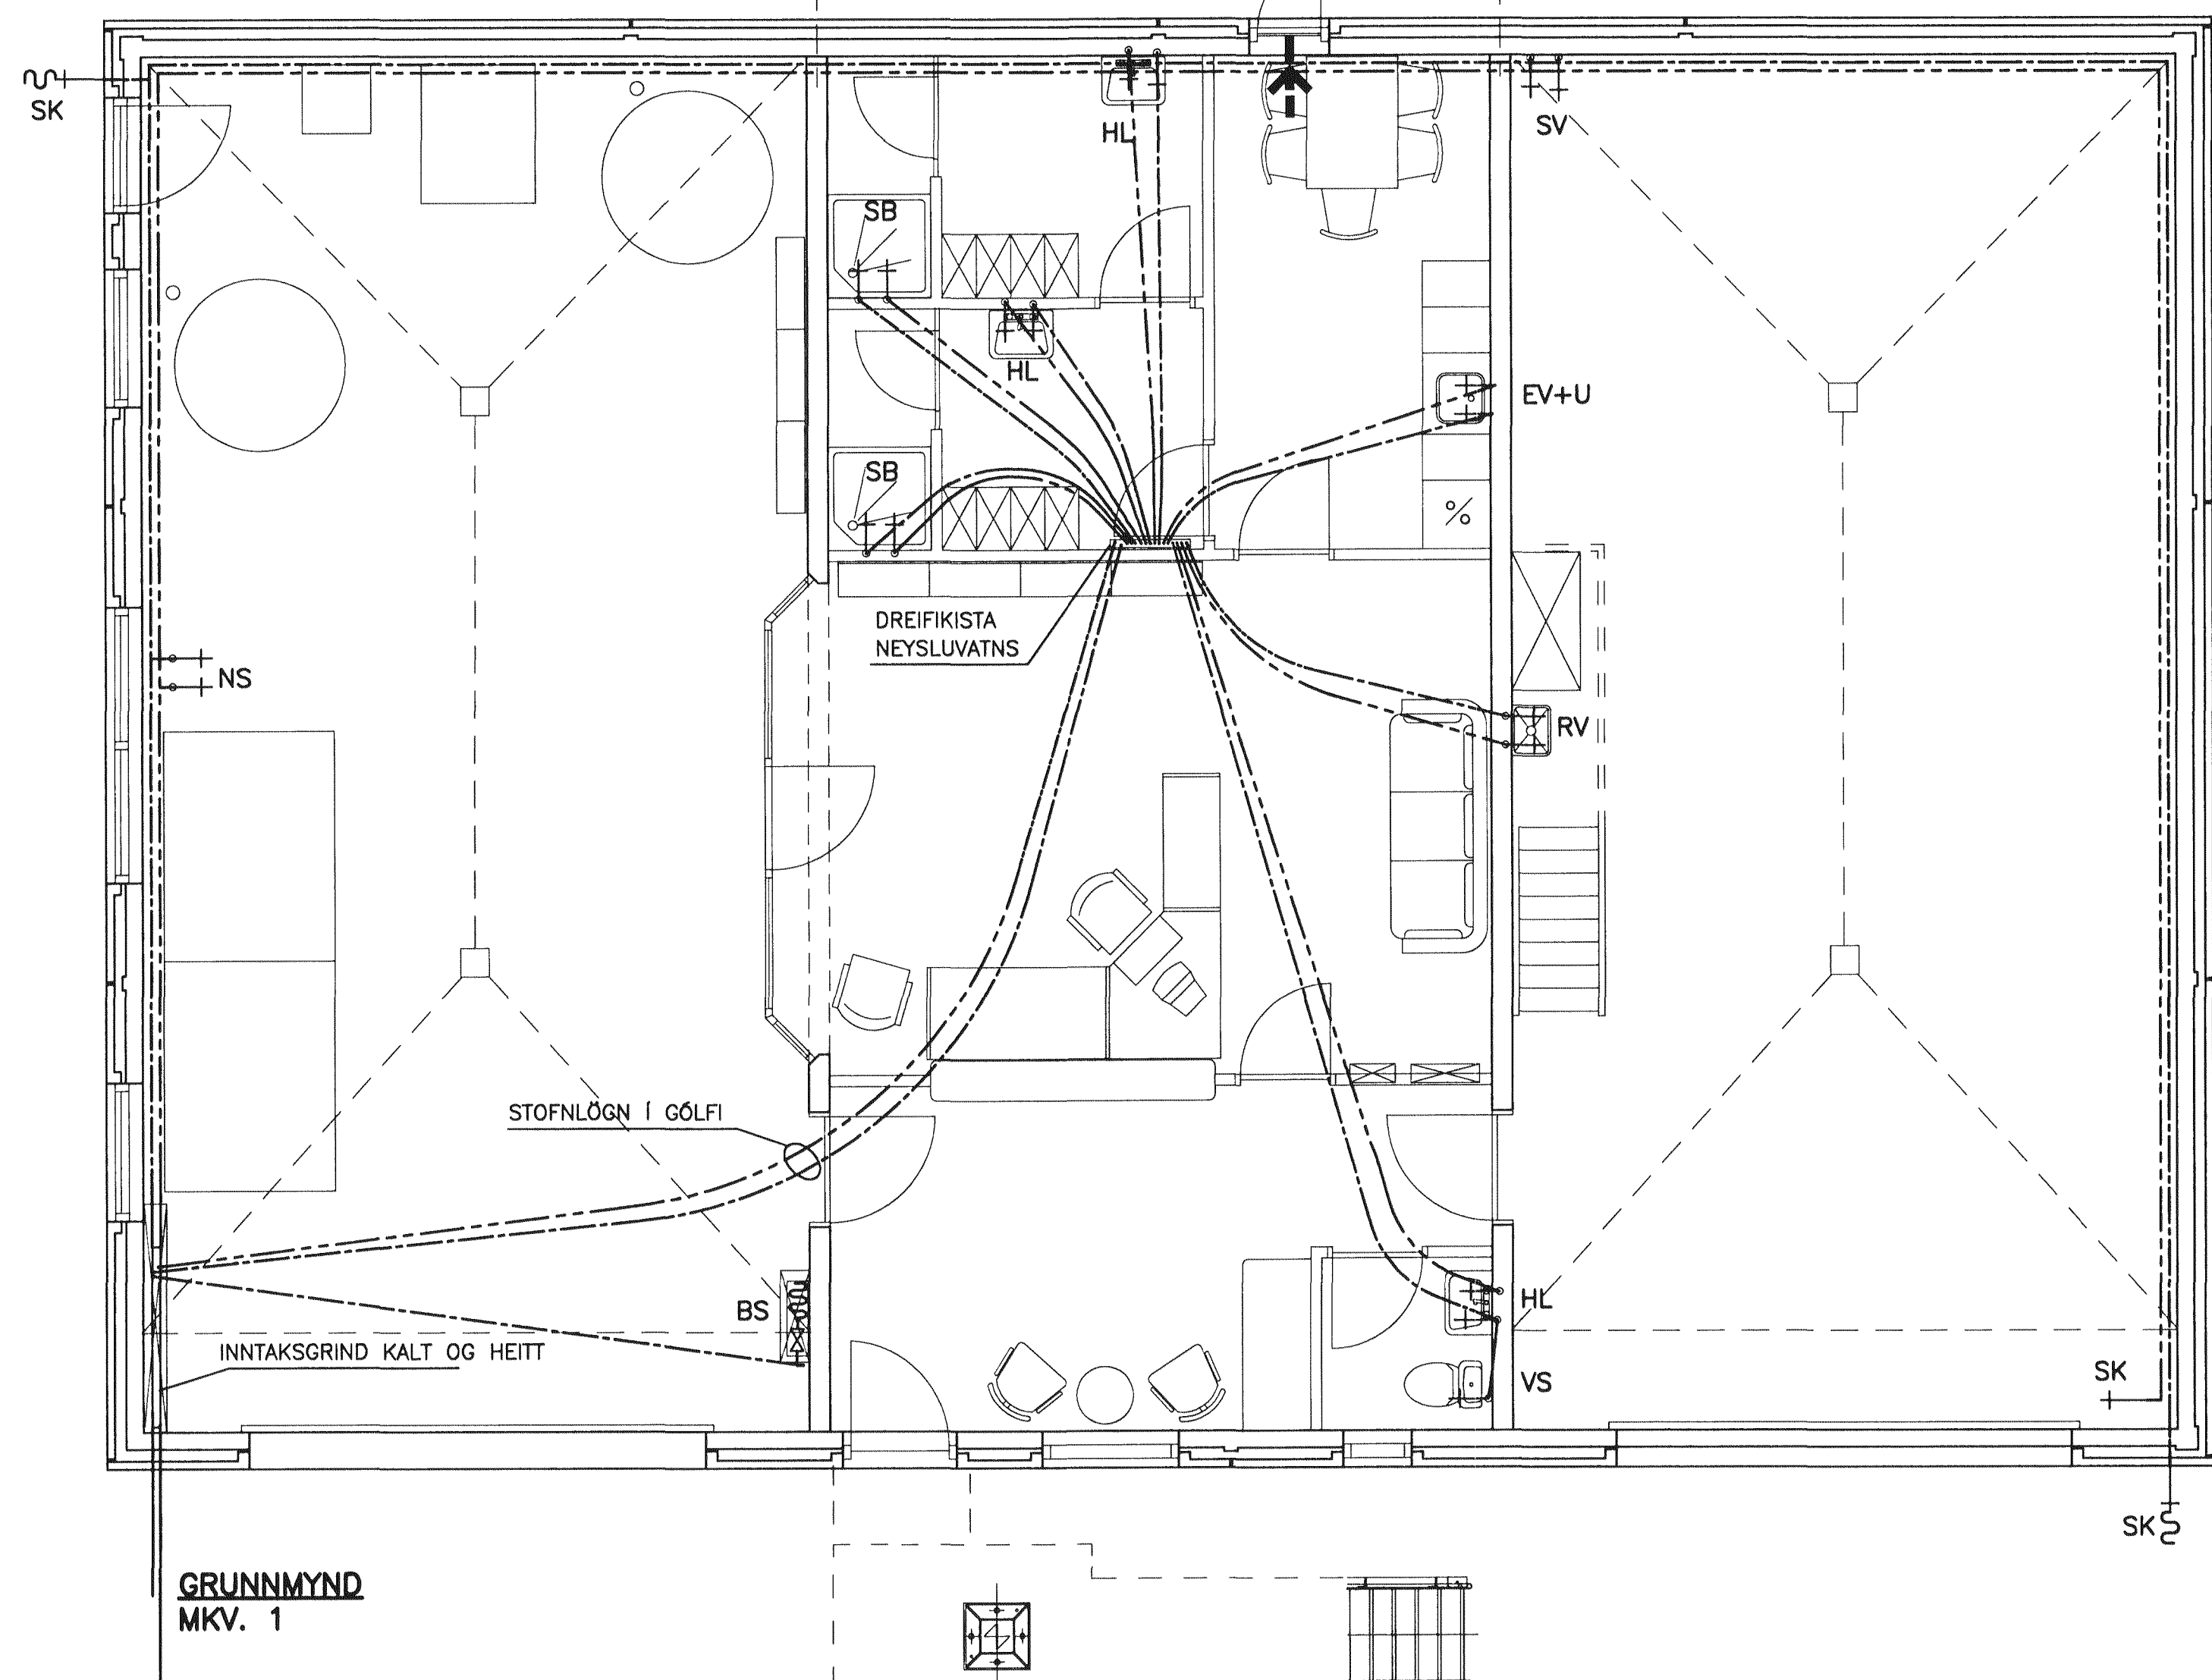 SK
HL
SV
SB
HL
EV+U
SB
DREIFIKISTA
NEYSLUVATNS
NS
RV
STOFNLÖGN Í GÓLFI
BS
HL
INNTAKSGRIND KALT OG HEITT
VS
SK
SK
GRUNNMYND
MKV. 1